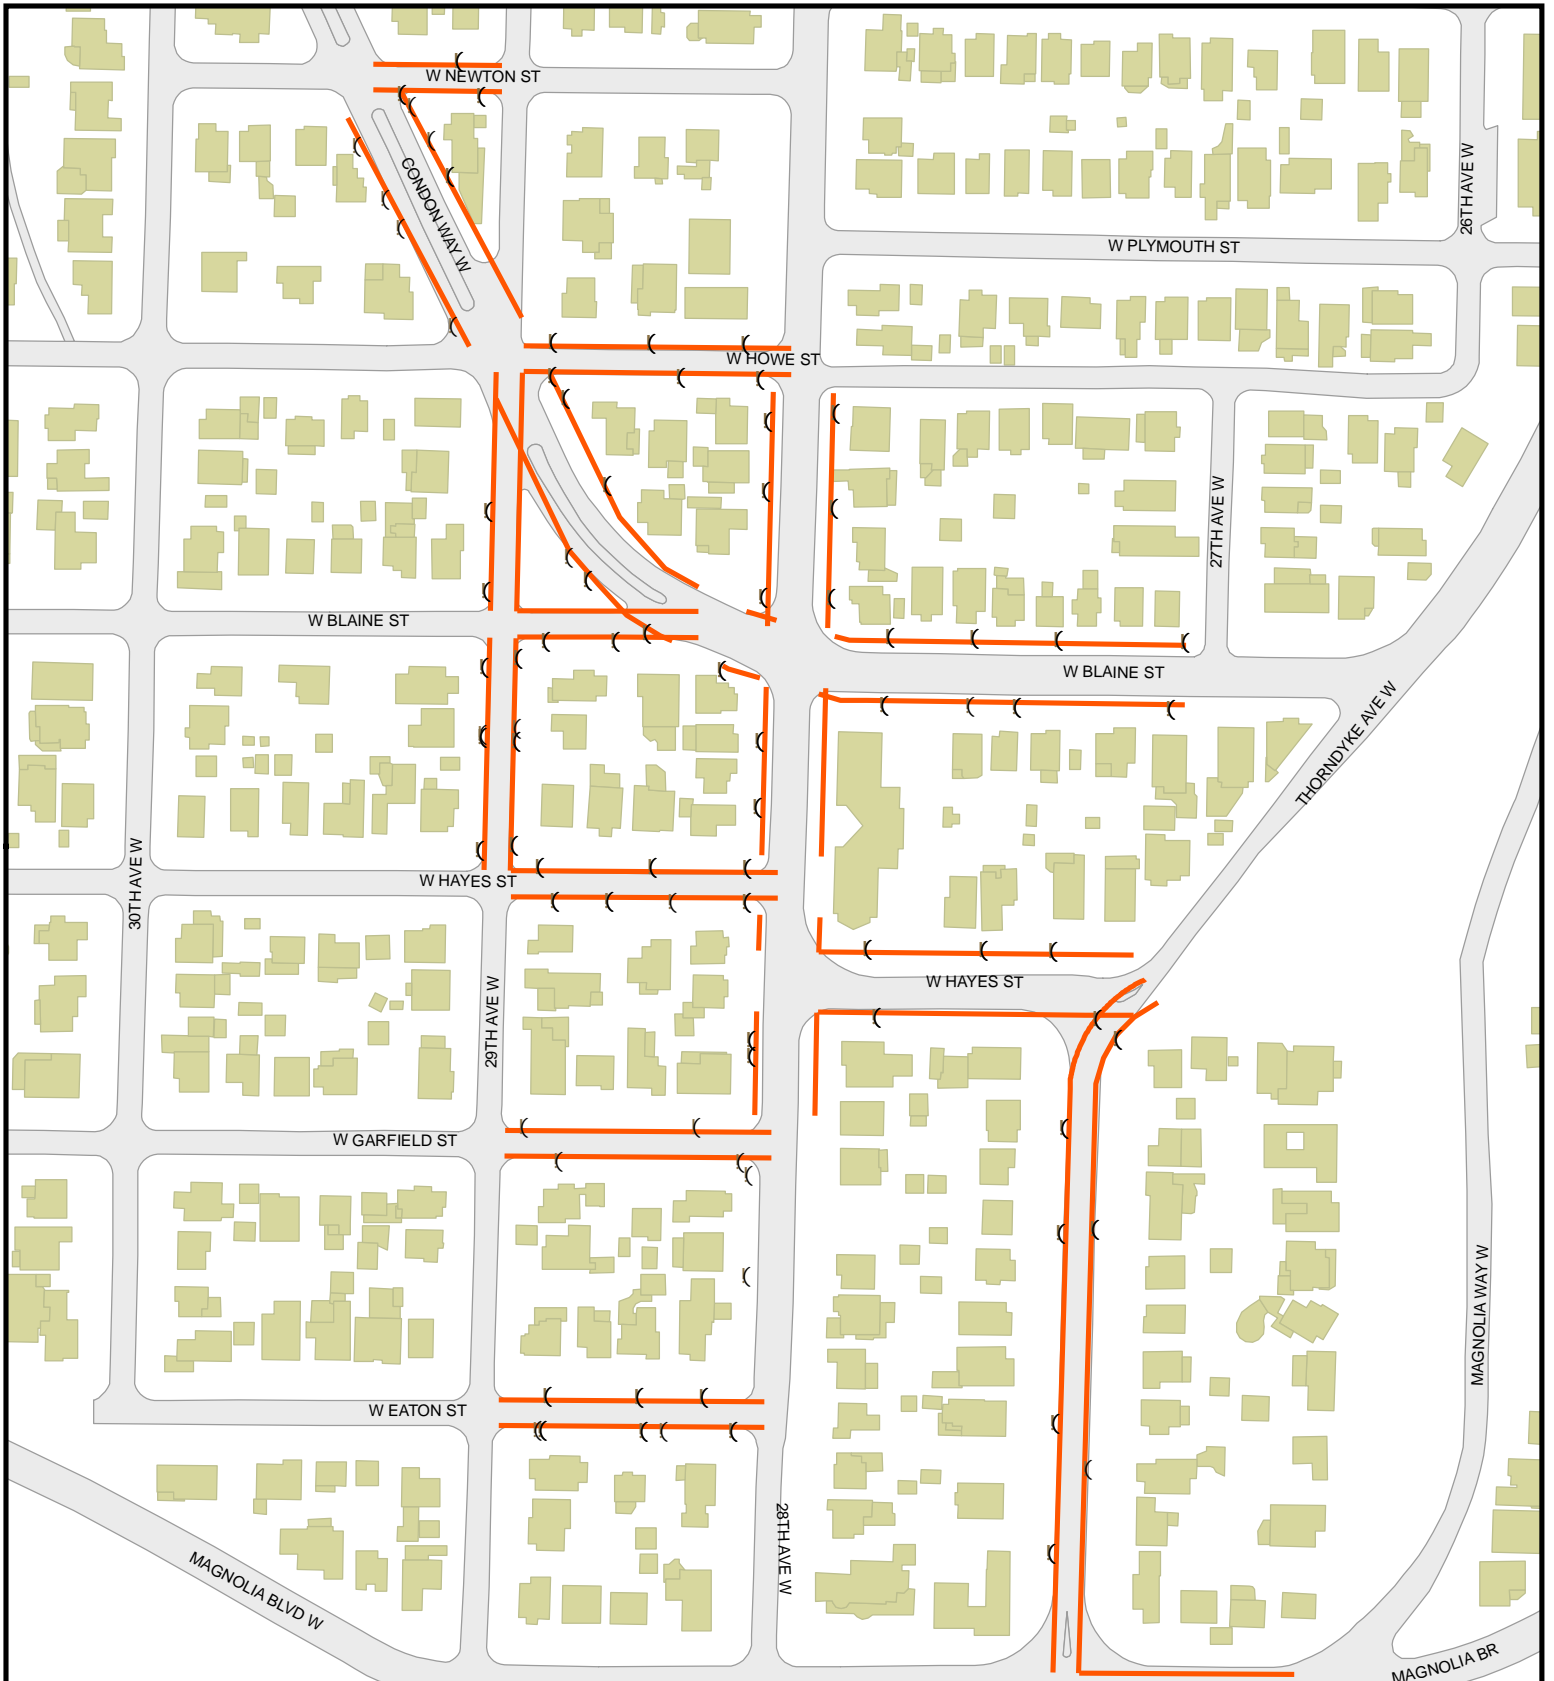 W NEWTON ST
CONDON WAY W
26TH AVE W
W PLYMOUTH ST
W HOWE ST
27TH AVE W
W BLAINE ST
W BLAINE ST
THORNDYKE AVE W
30TH AVE W
W HAYES ST
W HAYES ST
29TH AVE W
W GARFIELD ST
MAGNOLIA WAY W
W EATON ST
28TH AVE W
MAGNOLIA BLVD W
MAGNOLIA BR